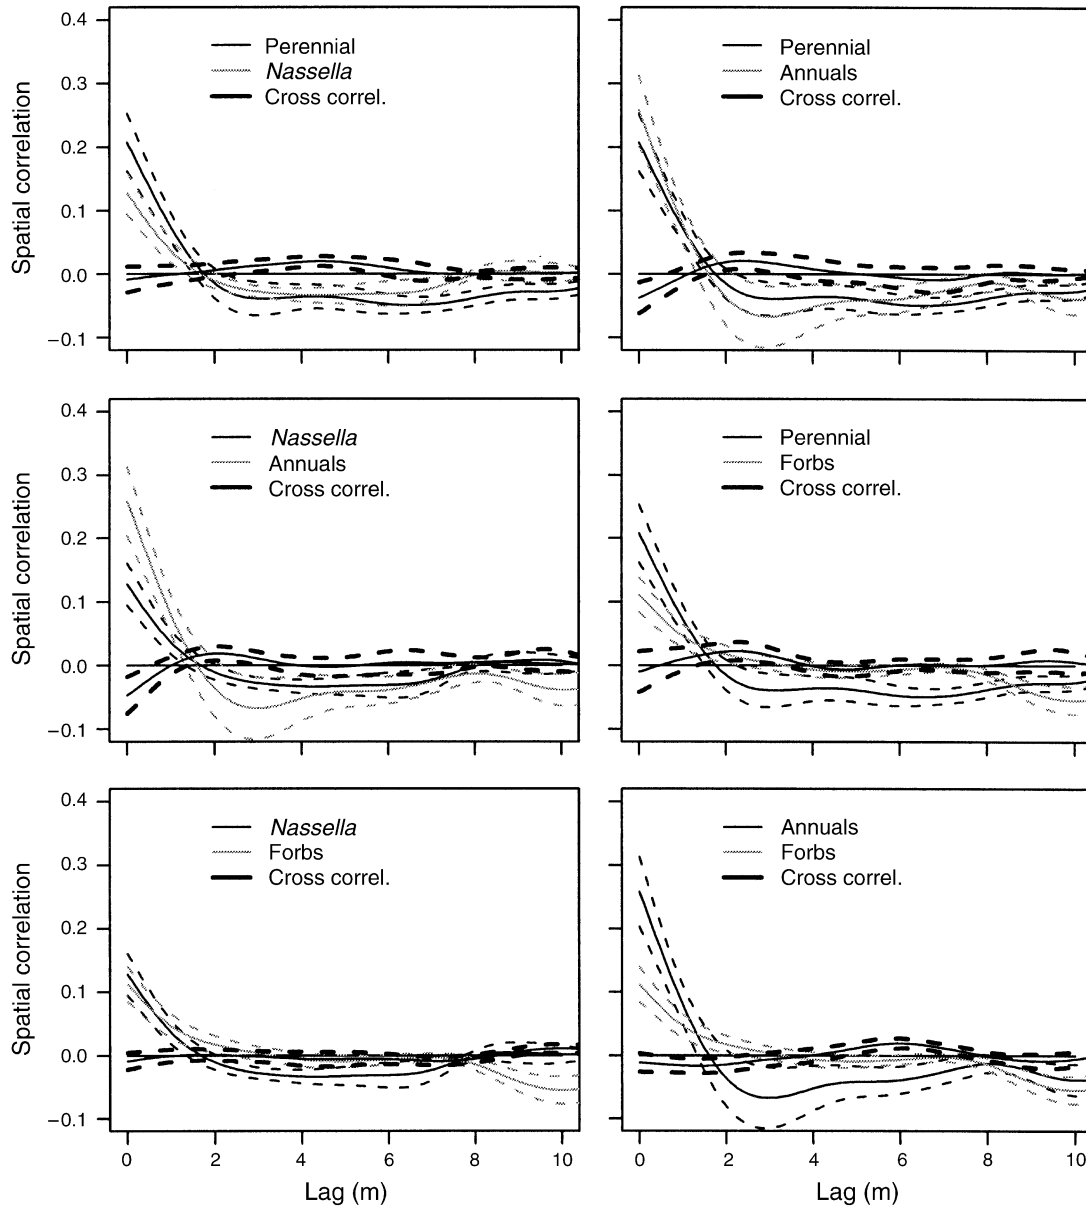 0.4
0.3
0.2
0.1
0.0
−0.1
Spatial correlation
Perennial
Nassella
Cross correl.
Perennial
Annuals
Cross correl.
0.4
0.3
0.2
0.1
0.0
−0.1
Spatial correlation
Nassella
Annuals
Cross correl.
Perennial
Forbs
Cross correl.
0.4
0.3
0.2
0.1
0.0
−0.1
Spatial correlation
Nassella
Forbs
Cross correl.
0 2 4 6 8 10
Lag (m)
Annuals
Forbs
Cross correl.
0 2 4 6 8 10
Lag (m)